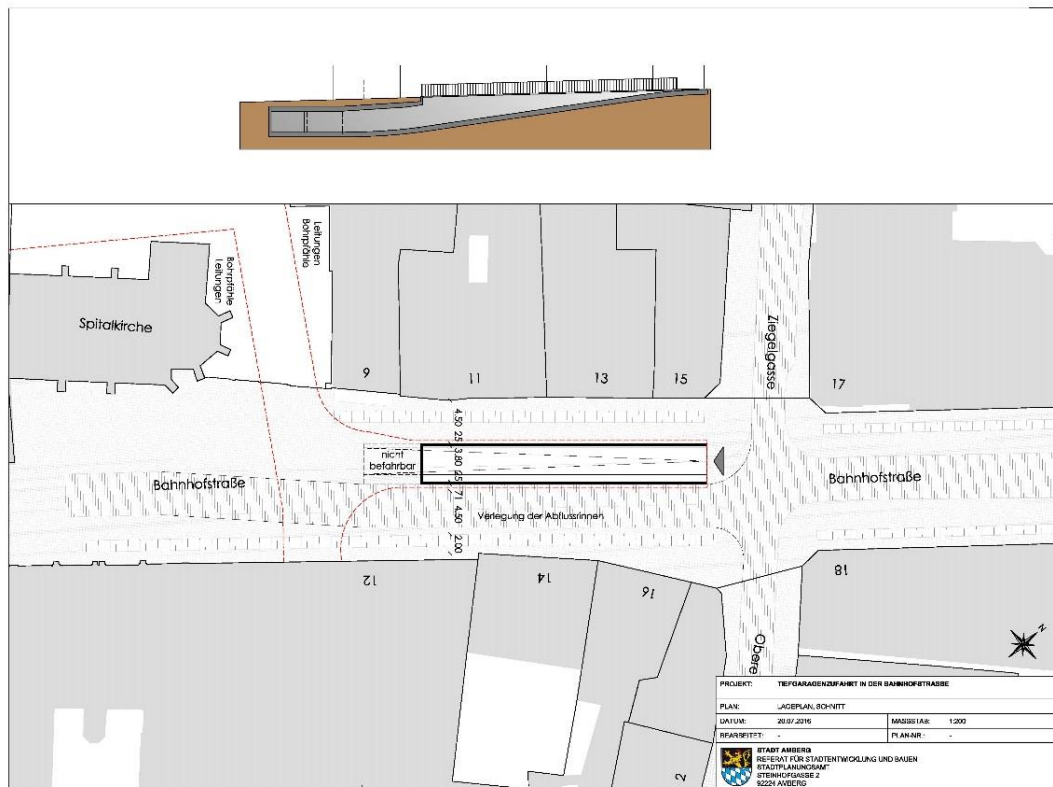 Leitungen
Bohrpfähle
Bohrpfähle
Leitungen
Spitalkirche
9
11
13
15
Ziegelgasse
17
4.50
25
3.80
25
71
4.50
2.00
nicht
befahrbar
Bahnhofstraße
Bahnhofstraße
Verlegung der Abflussrinnen
12
14
16
18
Obere
2
N
PROJEKT: TIEFGARAGENZUFAHRT IN DER BAHNHOFSTRASSE
PLAN: LAGEPLAN, SCHNITT
DATUM: 20.07.2016 MASSSTAB: 1:200
BEARBEITET: - PLAN-NR.: -
STADT AMBERG
REFERAT FÜR STADTENTWICKLUNG UND BAUEN
STADTPLANUNGSAMT
STEINHOFGASSE 2
92224 AMBERG